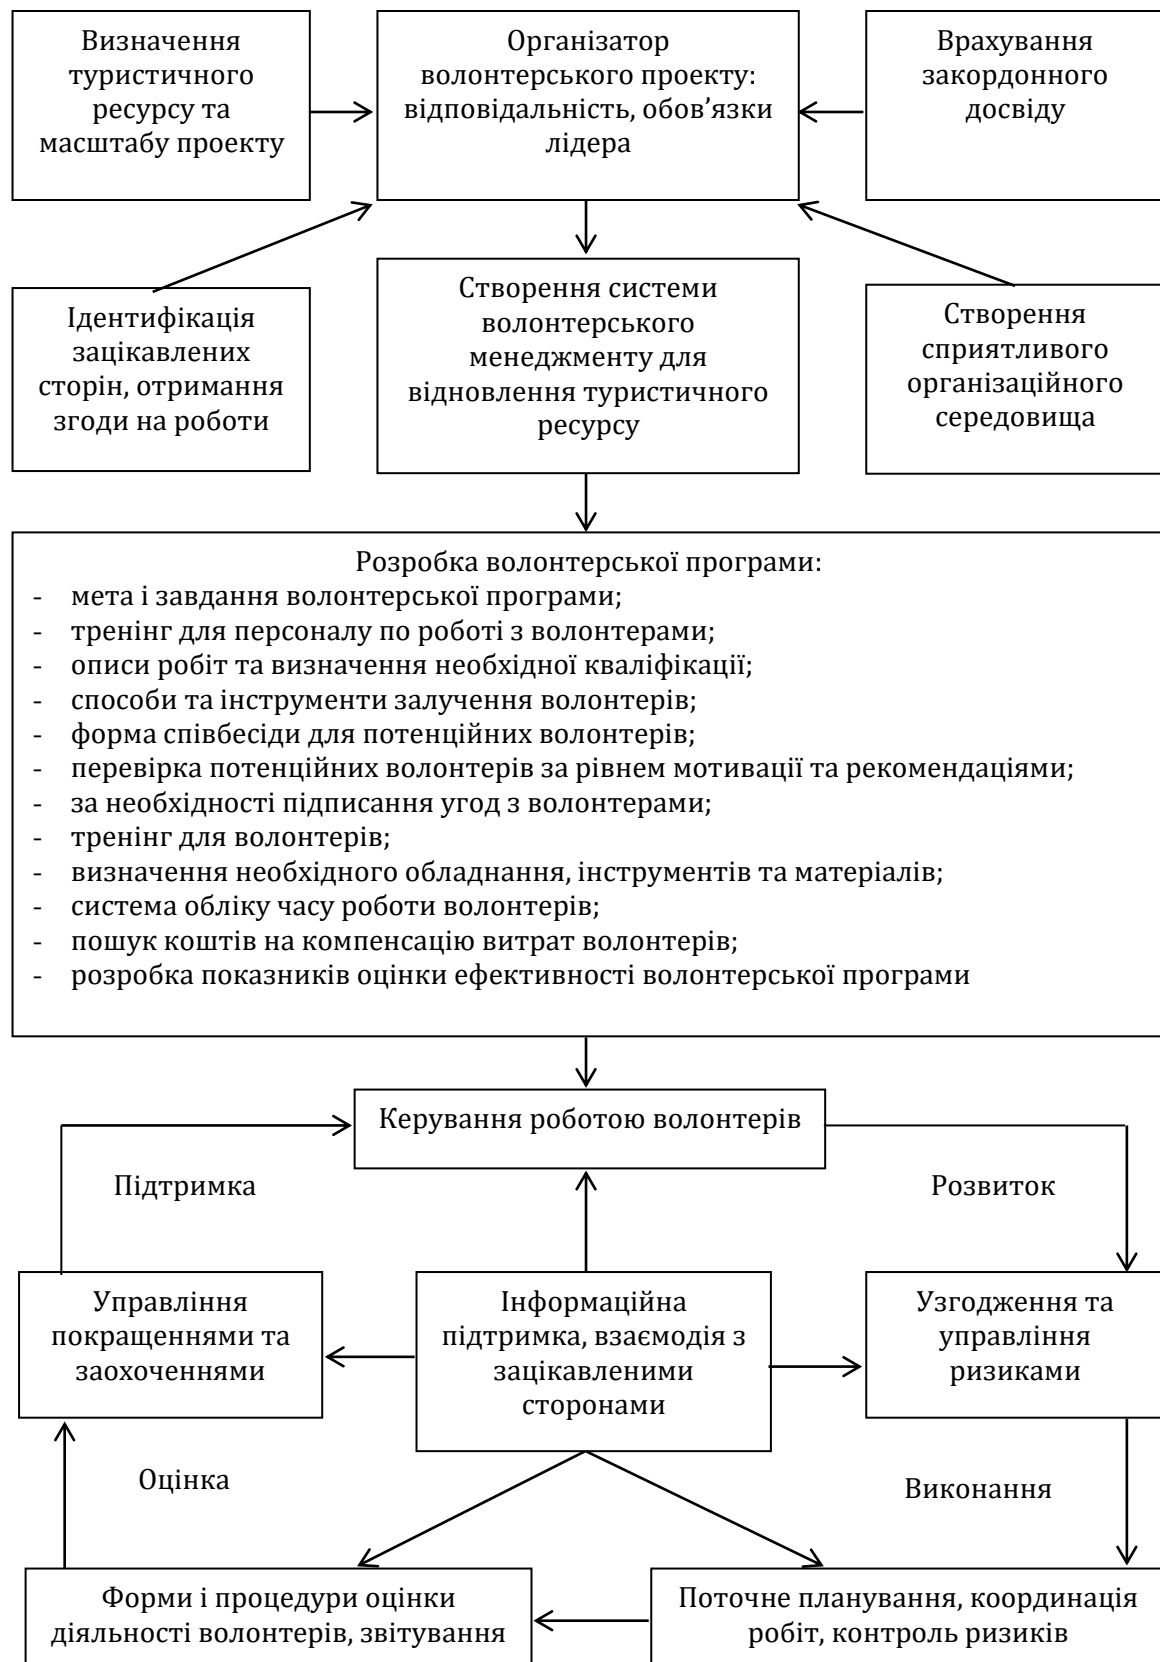 Визначення
туристичного
ресурсу та
масштабу проекту
Організатор
волонтерського проекту:
відповідальність, обов’язки
лідера
Врахування
закордонного
досвіду
Ідентифікація
зацікавлених
сторін, отримання
згоди на роботи
Створення системи
волонтерського
менеджменту для
відновлення туристичного
ресурсу
Створення
сприятливого
організаційного
середовища
Розробка волонтерської програми:
- мета і завдання волонтерської програми;
- тренінг для персоналу по роботі з волонтерами;
- описи робіт та визначення необхідної кваліфікації;
- способи та інструменти залучення волонтерів;
- форма співбесіди для потенційних волонтерів;
- перевірка потенційних волонтерів за рівнем мотивації та рекомендаціями;
- за необхідності підписання угод з волонтерами;
- тренінг для волонтерів;
- визначення необхідного обладнання, інструментів та матеріалів;
- система обліку часу роботи волонтерів;
- пошук коштів на компенсацію витрат волонтерів;
- розробка показників оцінки ефективності волонтерської програми
Керування роботою волонтерів
Підтримка
Розвиток
Управління
покращеннями та
заохоченнями
Інформаційна
підтримка, взаємодія з
зацікавленими
сторонами
Узгодження та
управління
ризиками
Оцінка
Виконання
Форми і процедури оцінки
діяльності волонтерів, звітування
Поточне планування, координація
робіт, контроль ризиків